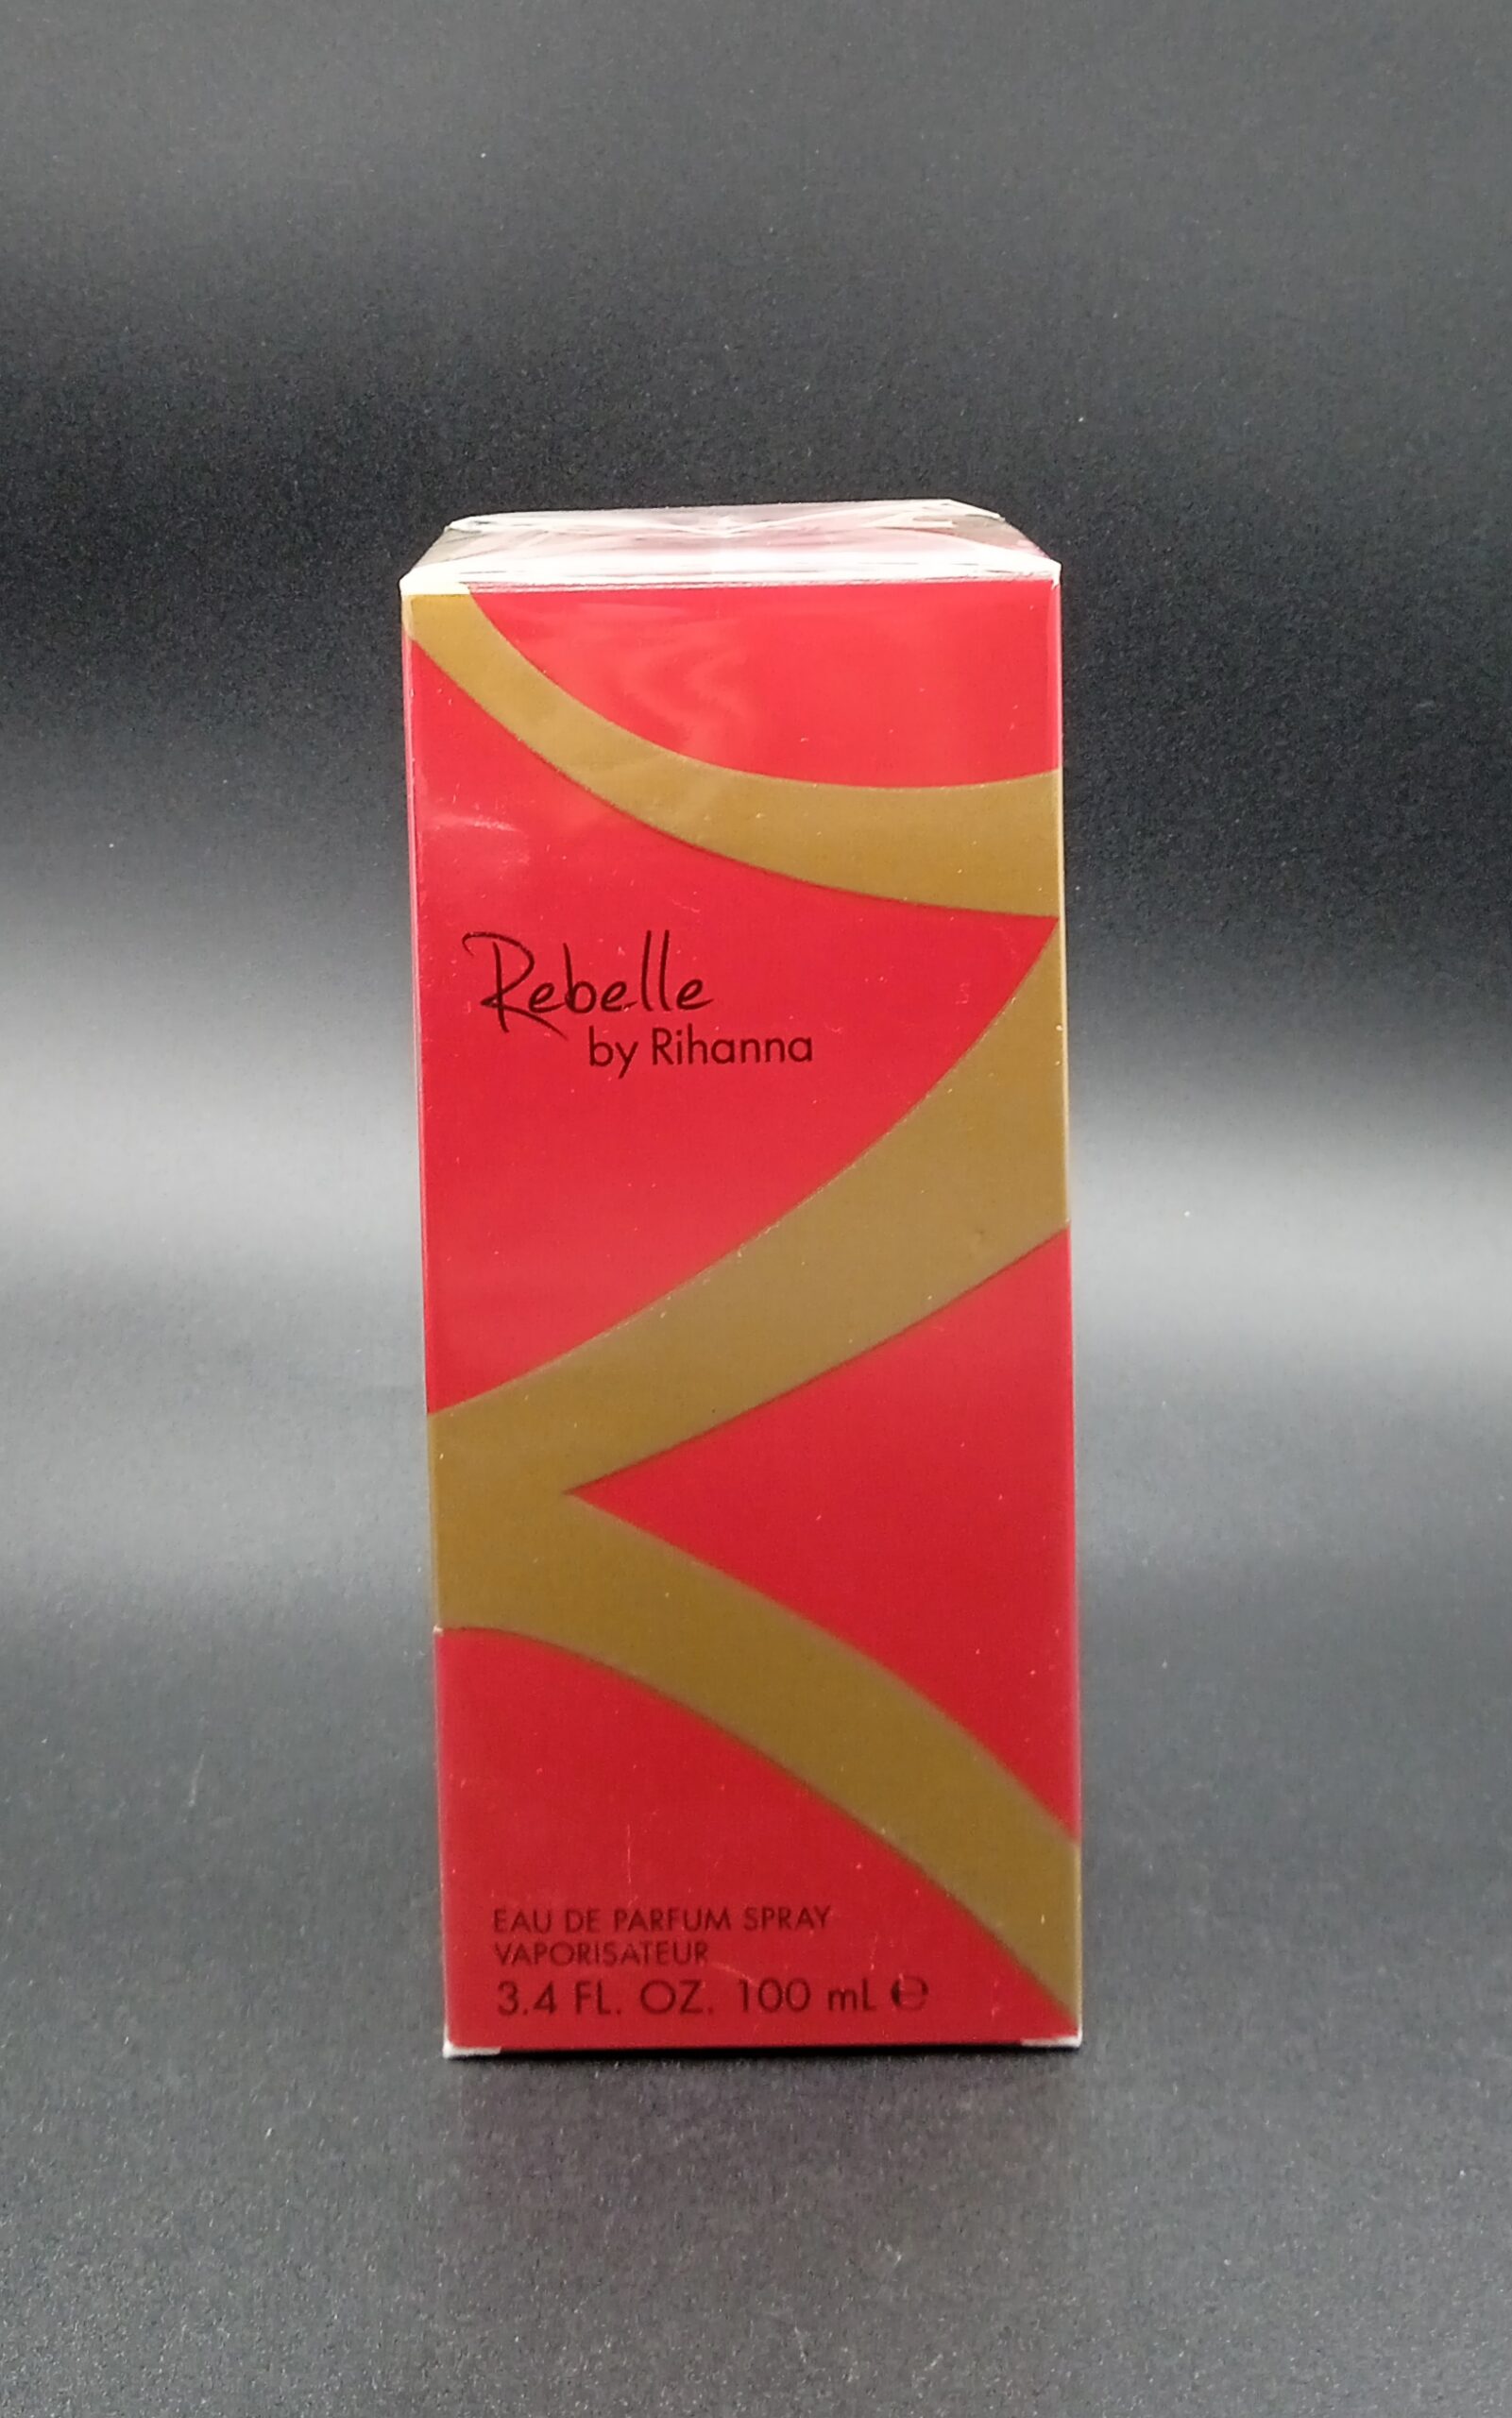 Rebelle
by Rihanna
EAU DE PARFUM SPRAY
VAPORISATEUR
3.4 FL. OZ. 100 mL ℮